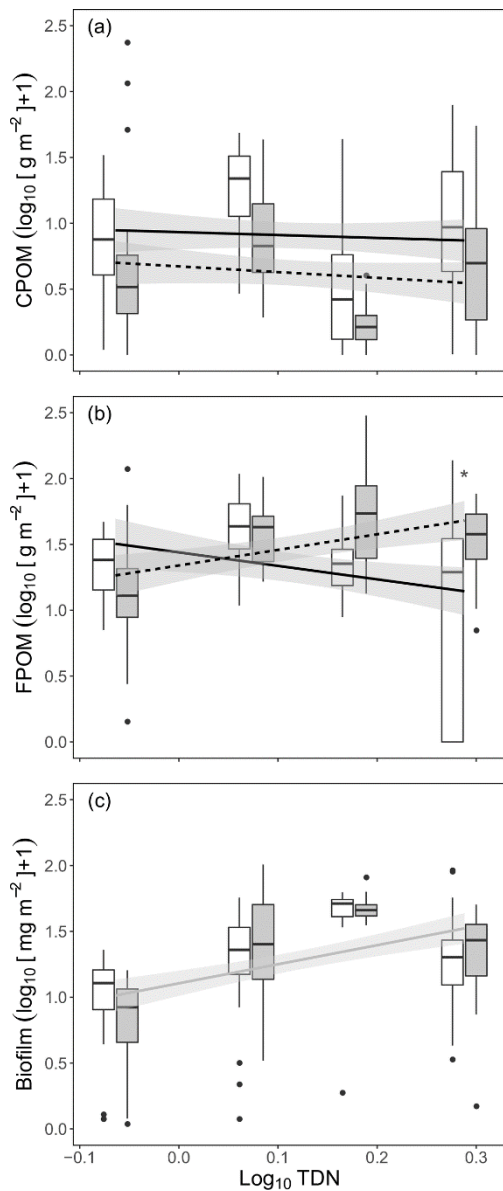 (a)
CPOM (log₁₀ [ g m⁻² ]+1)
2.5
2.0
1.5
1.0
0.5
0.0
(b)
*
FPOM (log₁₀ [ g m⁻² ]+1)
2.5
2.0
1.5
1.0
0.5
0.0
(c)
Biofilm (log₁₀ [ mg m⁻² ]+1)
2.5
2.0
1.5
1.0
0.5
0.0
−0.1 0.0 0.1 0.2 0.3
Log₁₀ TDN